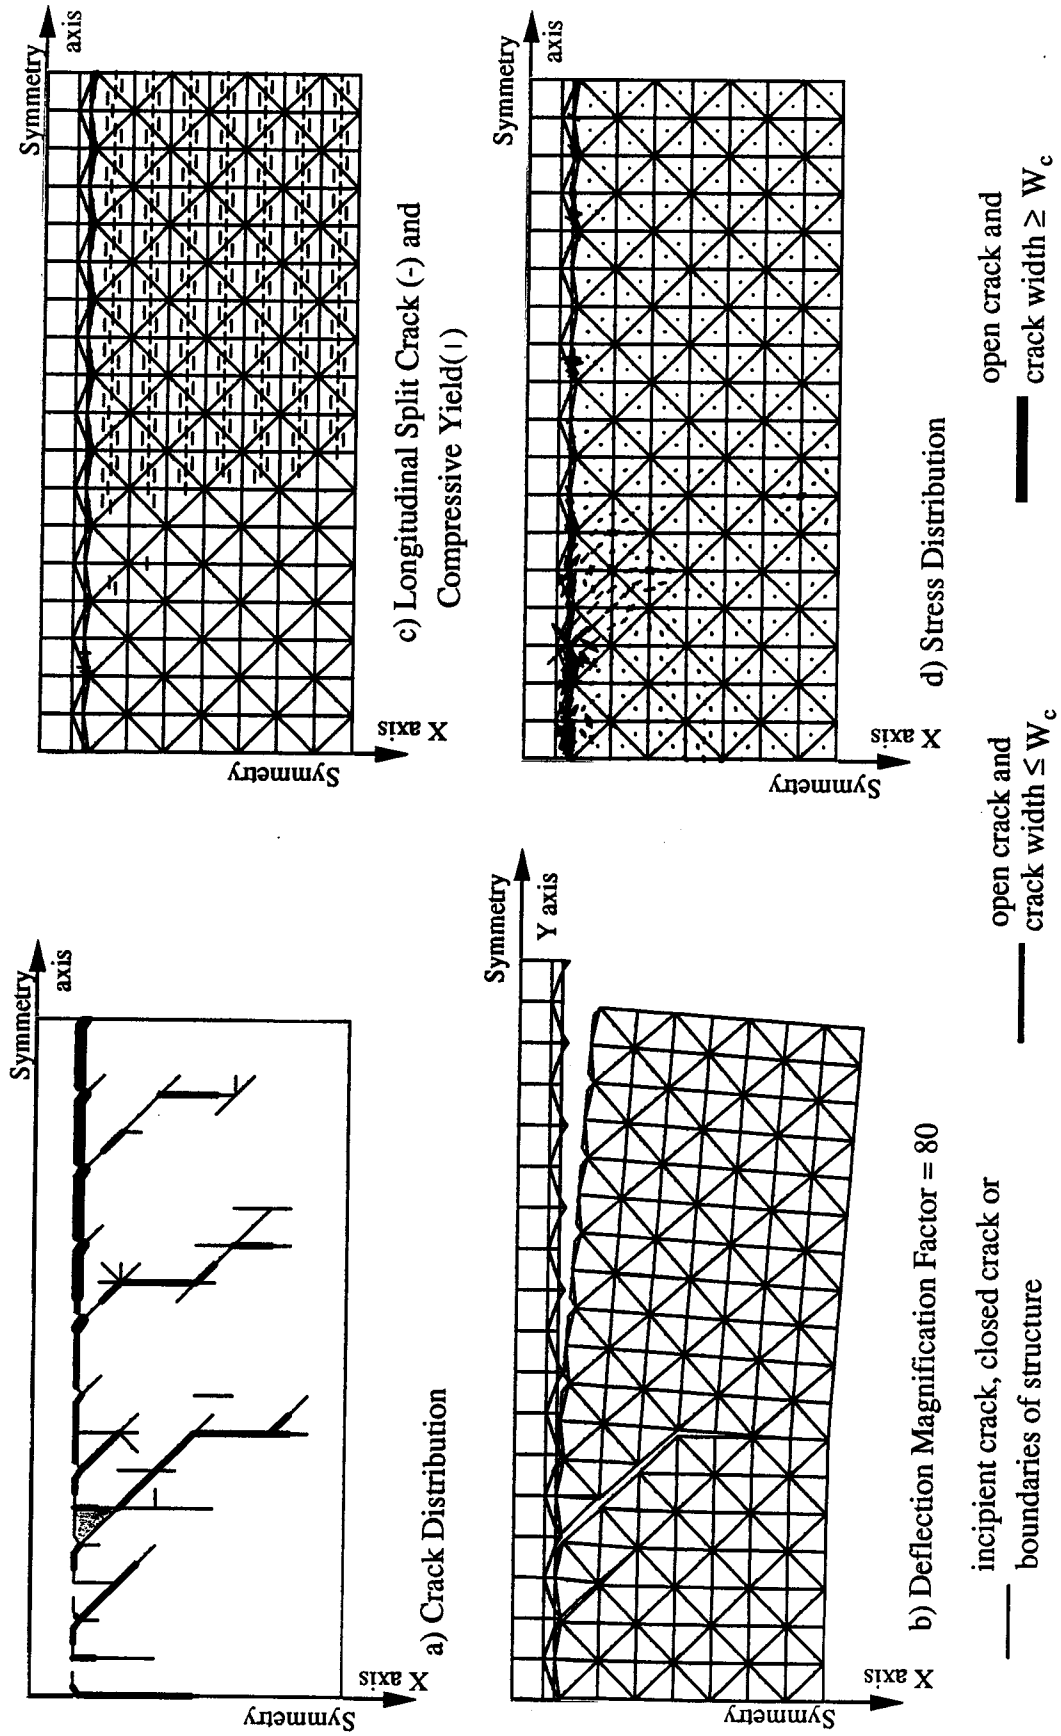 Symmetry
axis
Symmetry
X axis
a) Crack Distribution
Symmetry
axis
Symmetry
X axis
c) Longitudinal Split Crack (-) and
Compressive Yield(ı)
Symmetry
Y axis
Symmetry
X axis
b) Deflection Magnification Factor = 80
Symmetry
axis
Symmetry
X axis
d) Stress Distribution
incipient crack, closed crack or
boundaries of structure
open crack and
crack width ≤ Wc
open crack and
crack width ≥ Wc